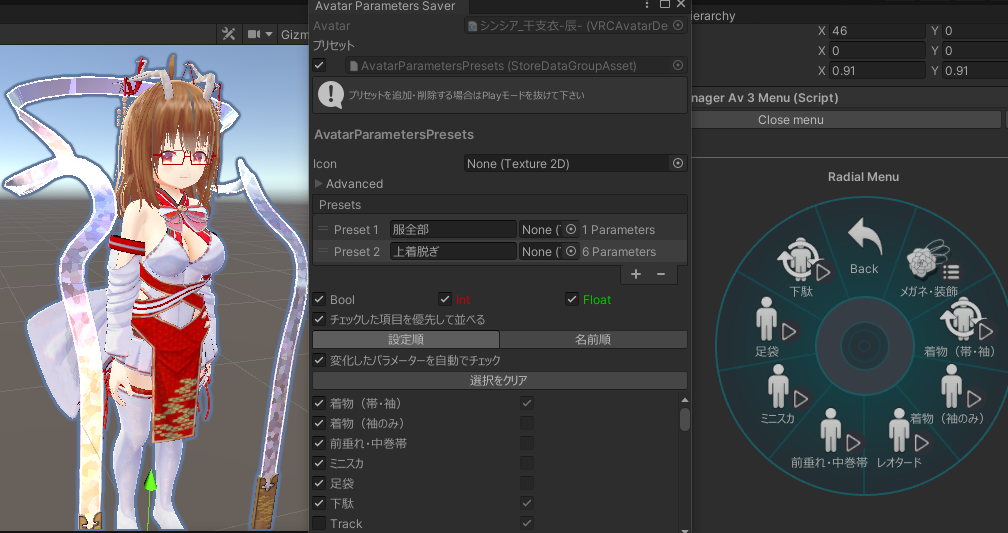 Gizm
Avatar Parameters Saver
Avatar
シンシア_干支衣-辰- (VRCAvatarDe
プリセット
AvatarParametersPresets (StoreDataGroupAsset)
プリセットを追加・削除する場合はPlayモードを抜けて下さい
AvatarParametersPresets
Icon
None (Texture 2D)
Advanced
Presets
Preset 1 服全部 None (T 1 Parameters
Preset 2 上着脱ぎ None (T 6 Parameters
+ −
Bool Int Float
チェックした項目を優先して並べる
設定順 名前順
変化したパラメーターを自動でチェック
選択をクリア
着物（帯・袖）
着物（袖のみ）
前垂れ・中巻帯
ミニスカ
足袋
下駄
Track
erarchy
X 46 Y 0
X 0 Y 0
X 0.91 Y 0.91
nager Av 3 Menu (Script)
Close menu
Radial Menu
Back
メガネ・装飾
着物（帯・袖）
着物（袖のみ）
レオタード
前垂れ・中巻帯
ミニスカ
足袋
下駄